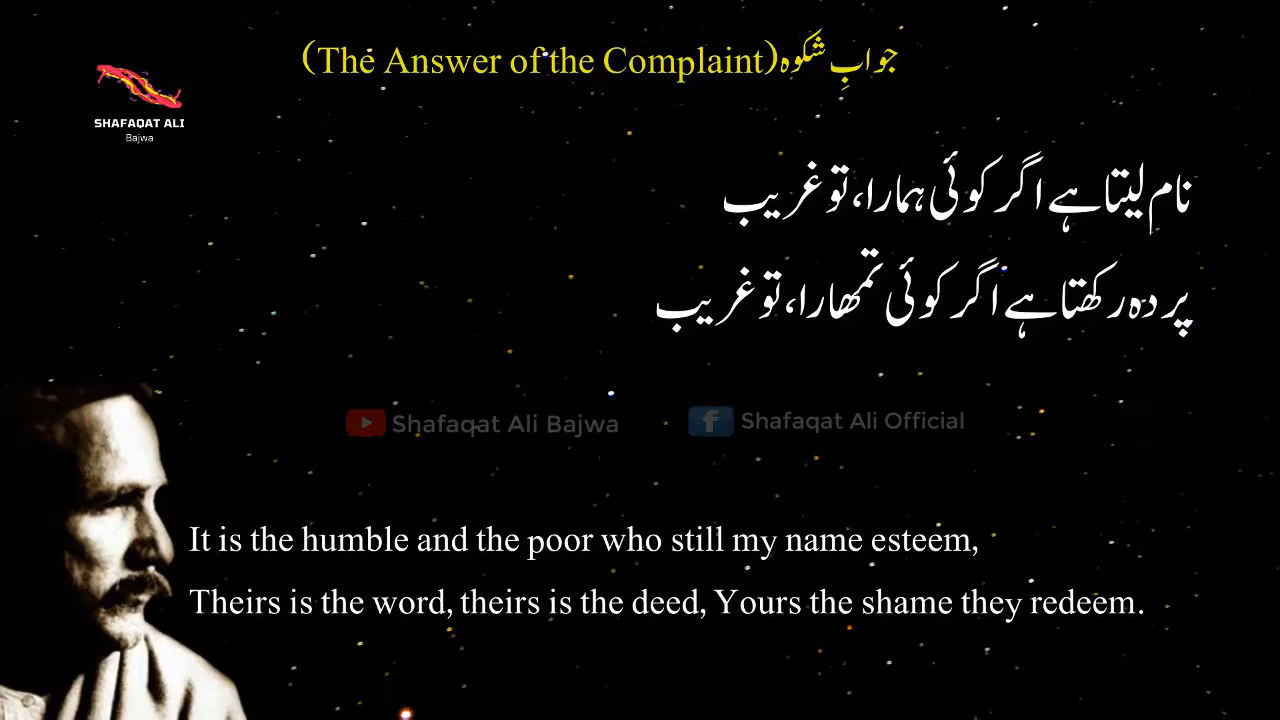 جوابِ شکوہ(The Answer of the Complaint)
SHAFAQAT ALI
Bajwa
نام لیتا ہے اگر کوئی ہمارا، تو غریب
پردہ رکھتا ہے اگر کوئی تمھارا، تو غریب
Shafaqat Ali Bajwa
Shafaqat Ali Official
It is the humble and the poor who still my name esteem,
Theirs is the word, theirs is the deed, Yours the shame they redeem.